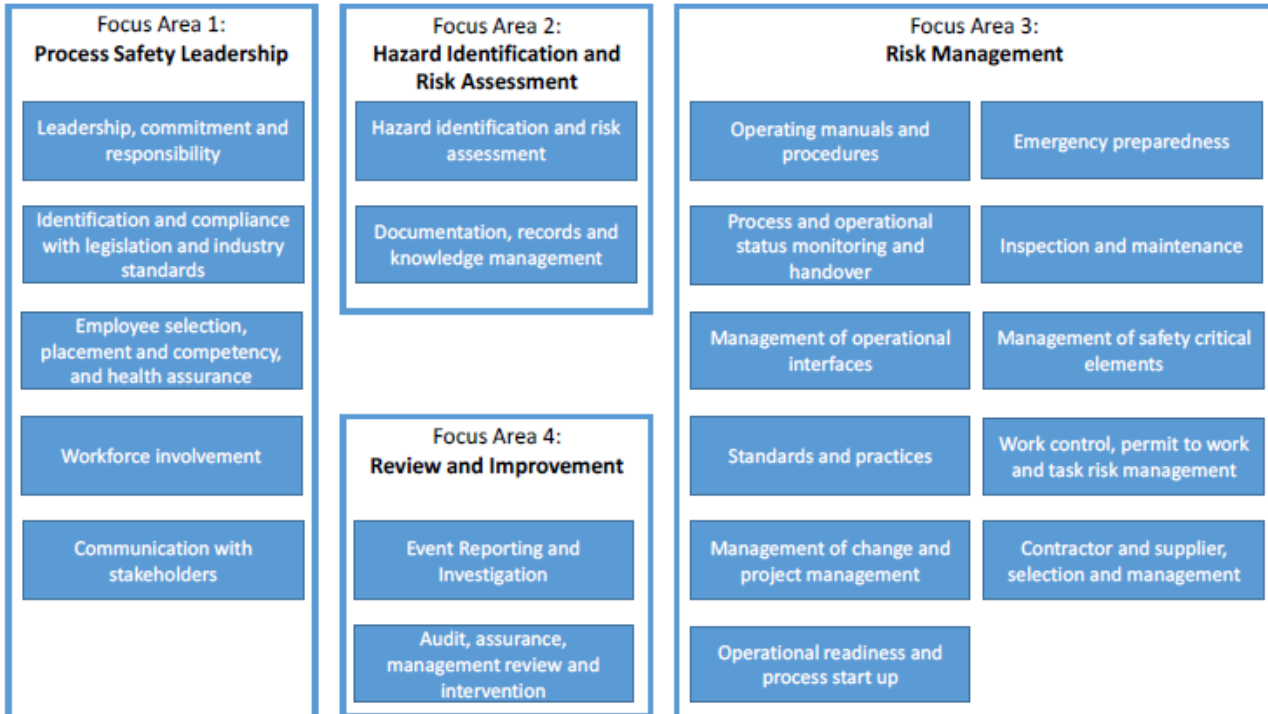 Focus Area 1:
Process Safety Leadership
Leadership, commitment and
responsibility
Identification and compliance
with legislation and industry
standards
Employee selection,
placement and competency,
and health assurance
Workforce involvement
Communication with
stakeholders
Focus Area 2:
Hazard Identification and
Risk Assessment
Hazard identification and risk
assessment
Documentation, records and
knowledge management
Focus Area 4:
Review and Improvement
Event Reporting and
Investigation
Audit, assurance,
management review and
intervention
Focus Area 3:
Risk Management
Operating manuals and
procedures
Emergency preparedness
Process and operational
status monitoring and
handover
Inspection and maintenance
Management of operational
interfaces
Management of safety critical
elements
Standards and practices
Work control, permit to work
and task risk management
Management of change and
project management
Contractor and supplier,
selection and management
Operational readiness and
process start up